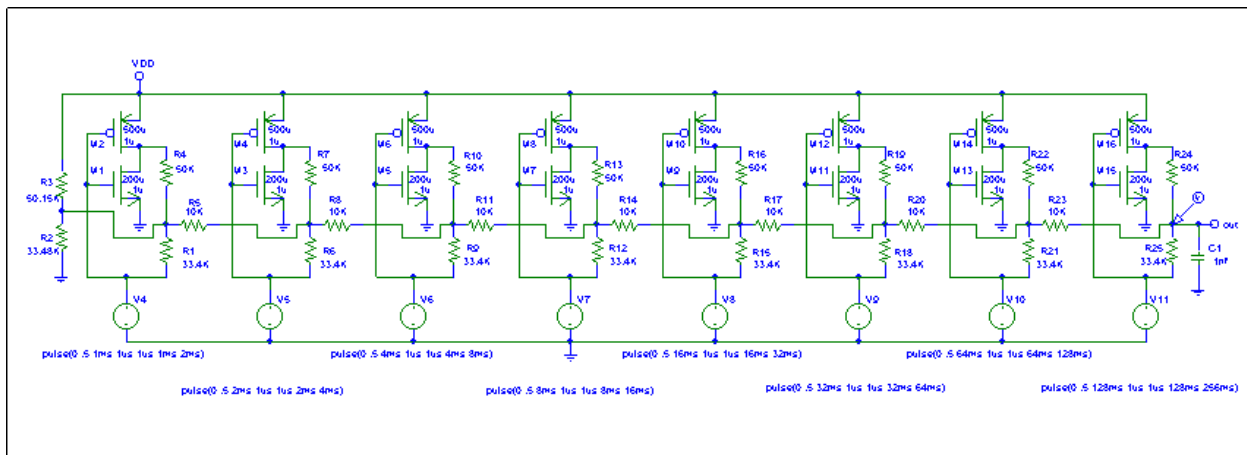 VDD
500u 500u 500u 500u 500u 500u 500u 500u
1u 1u 1u 1u 1u 1u 1u 1u
M2 M4 M6 M8 M10 M12 M14 M16
R4 R7 R10 R13 R16 R19 R22 R24
50K 50K 50K 50K 50K 50K 50K 50K
M1 M3 M5 M7 M9 M11 M13 M15
200u 200u 200u 200u 200u 200u 200u 200u
1u 1u 1u 1u 1u 1u 1u 1u
R3
50.15K
R5 R8 R11 R14 R17 R20 R23
10K 10K 10K 10K 10K 10K 10K
V
out
R2
33.48K
R1 R6 R9 R12 R15 R18 R21 R25
33.4K 33.4K 33.4K 33.4K 33.4K 33.4K 33.4K 33.4K
C1
1nf
V4 V5 V6 V7 V8 V9 V10 V11
pulse(0 .5 1ms 1us 1us 1ms 2ms) pulse(0 .5 4ms 1us 1us 4ms 8ms) pulse(0 .5 16ms 1us 1us 16ms 32ms) pulse(0 .5 64ms 1us 1us 64ms 128ms)
pulse(0 .5 2ms 1us 1us 2ms 4ms) pulse(0 .5 8ms 1us 1us 8ms 16ms) pulse(0 .5 32ms 1us 1us 32ms 64ms) pulse(0 .5 128ms 1us 1us 128ms 256ms)